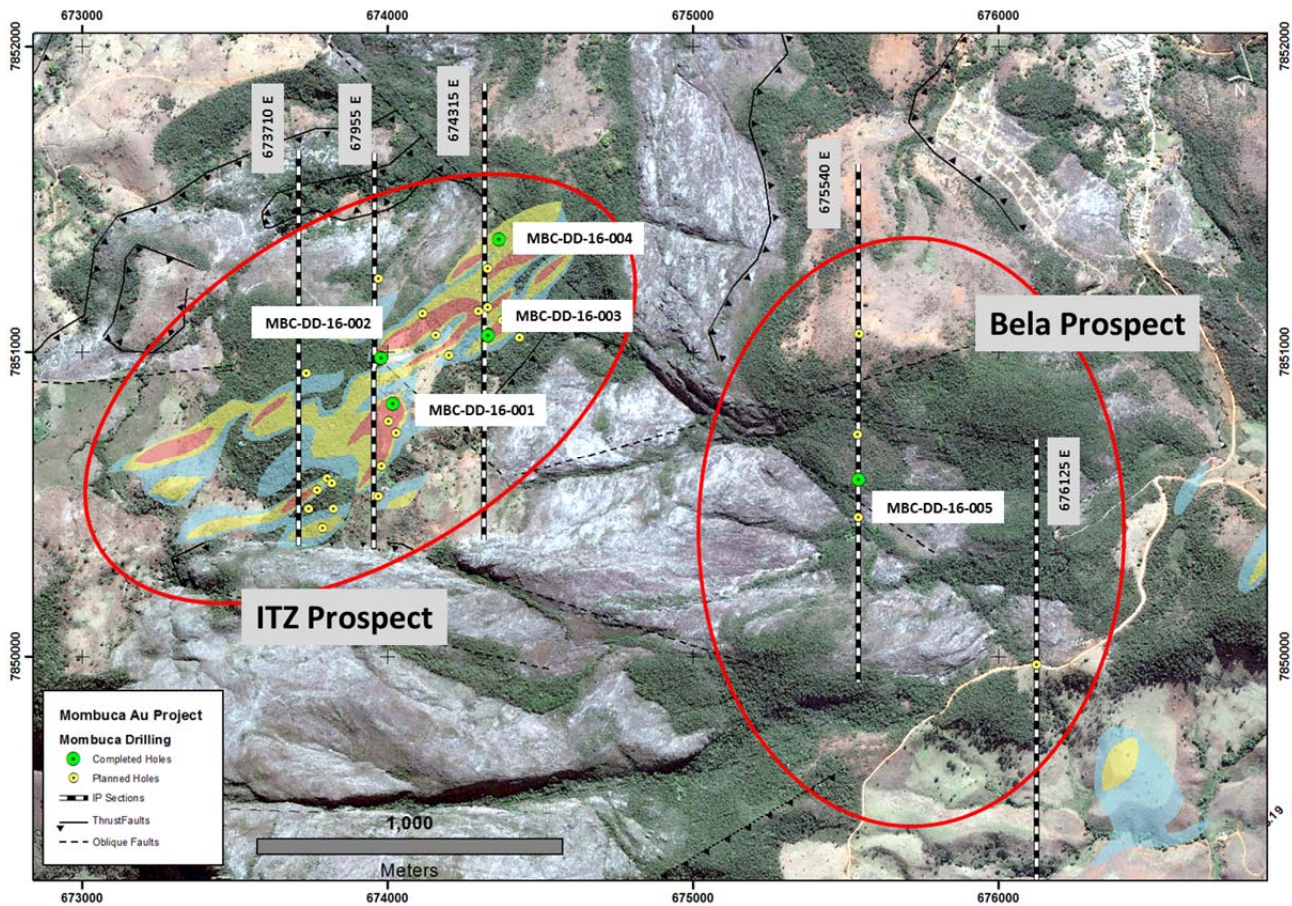 673000
674000
675000
676000
7852000
7852000
673710 E
67955 E
674315 E
675540 E
N
MBC-DD-16-004
MBC-DD-16-002
MBC-DD-16-003
Bela Prospect
7851000
7851000
MBC-DD-16-001
676125 E
MBC-DD-16-005
ITZ Prospect
7850000
7850000
Mombuca Au Project
Mombuca Drilling
Completed Holes
Planned Holes
IP Sections
ThrustFaults
Oblique Faults
1,000
Meters
673000
674000
675000
676000